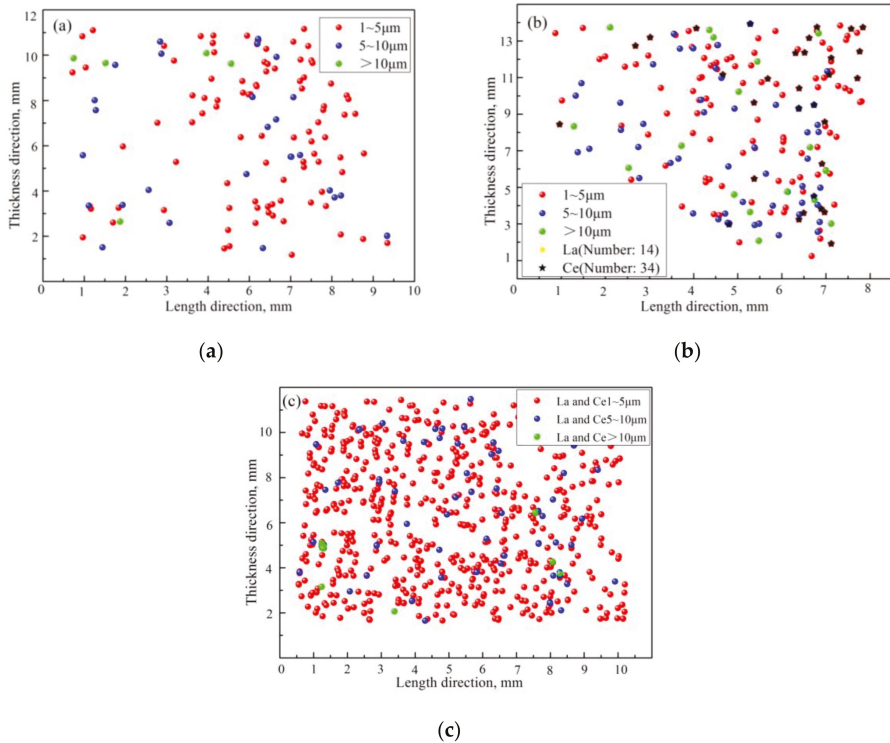 (a)
1~5μm
5~10μm
>10μm
12
10
8
6
4
2
Thickness direction, mm
0 1 2 3 4 5 6 7 8 9 10
Length direction, mm
(a)
(b)
13
11
9
7
5
3
1
Thickness direction, mm
1~5μm
5~10μm
>10μm
La(Number: 14)
Ce(Number: 34)
0 1 2 3 4 5 6 7 8
Length direction, mm
(b)
(c)
La and Ce1~5μm
La and Ce5~10μm
La and Ce>10μm
10
8
6
4
2
Thickness direction, mm
0 1 2 3 4 5 6 7 8 9 10
Length direction, mm
(c)